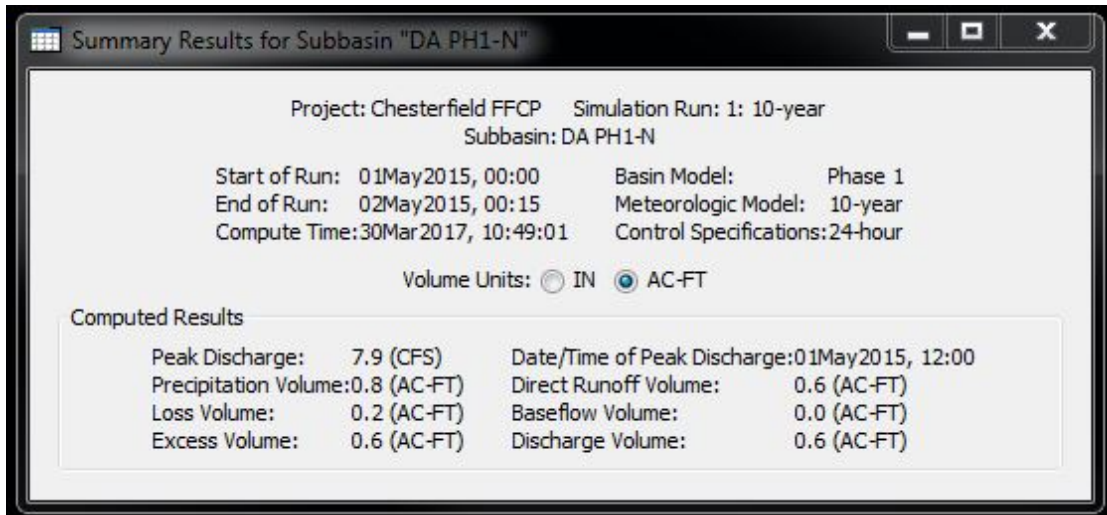 Summary Results for Subbasin "DA PH1-N"
Project: Chesterfield FFCP Simulation Run: 1: 10-year
Subbasin: DA PH1-N
Start of Run: 01May2015, 00:00 Basin Model: Phase 1
End of Run: 02May2015, 00:15 Meteorologic Model: 10-year
Compute Time:30Mar2017, 10:49:01 Control Specifications:24-hour
Volume Units: IN AC-FT
Computed Results
Peak Discharge: 7.9 (CFS) Date/Time of Peak Discharge:01May2015, 12:00
Precipitation Volume:0.8 (AC-FT) Direct Runoff Volume: 0.6 (AC-FT)
Loss Volume: 0.2 (AC-FT) Baseflow Volume: 0.0 (AC-FT)
Excess Volume: 0.6 (AC-FT) Discharge Volume: 0.6 (AC-FT)